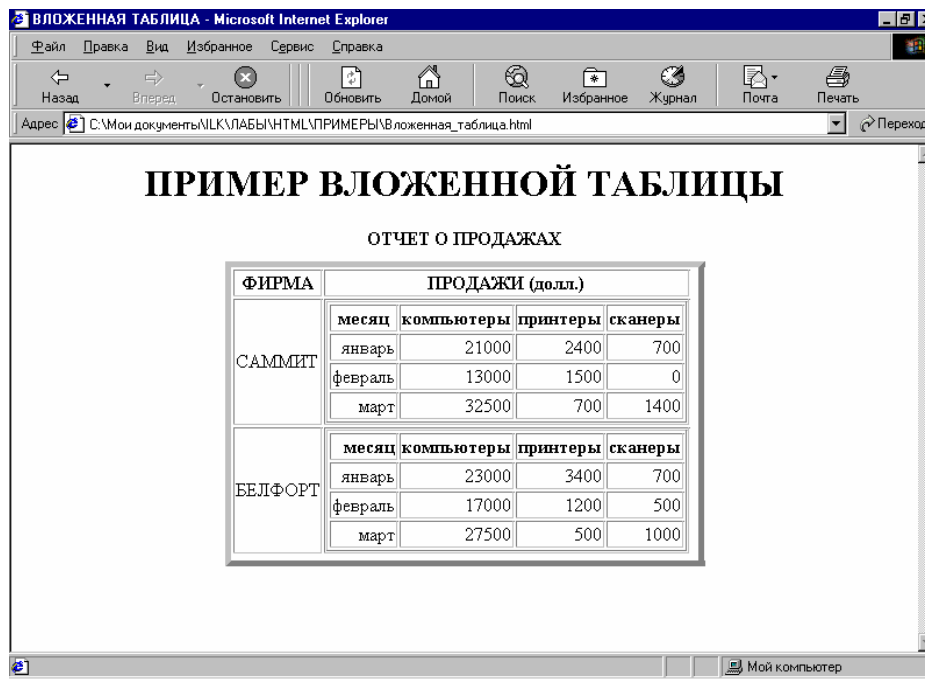 ВЛОЖЕННАЯ ТАБЛИЦА - Microsoft Internet Explorer
Файл Правка Вид Избранное Сервис Справка
Назад Вперед Остановить Обновить Домой Поиск Избранное Журнал Почта Печать
Адрес C:\Мои документы\ILK\ЛАБЫ\HTML\ПРИМЕРЫ\Вложенная_таблица.html Переход
ПРИМЕР ВЛОЖЕННОЙ ТАБЛИЦЫ
ОТЧЕТ О ПРОДАЖАХ
ФИРМА ПРОДАЖИ (долл.)
САММИТ
месяц компьютеры принтеры сканеры
январь 21000 2400 700
февраль 13000 1500 0
март 32500 700 1400
БЕЛФОРТ
месяц компьютеры принтеры сканеры
январь 23000 3400 700
февраль 17000 1200 500
март 27500 500 1000
Мой компьютер